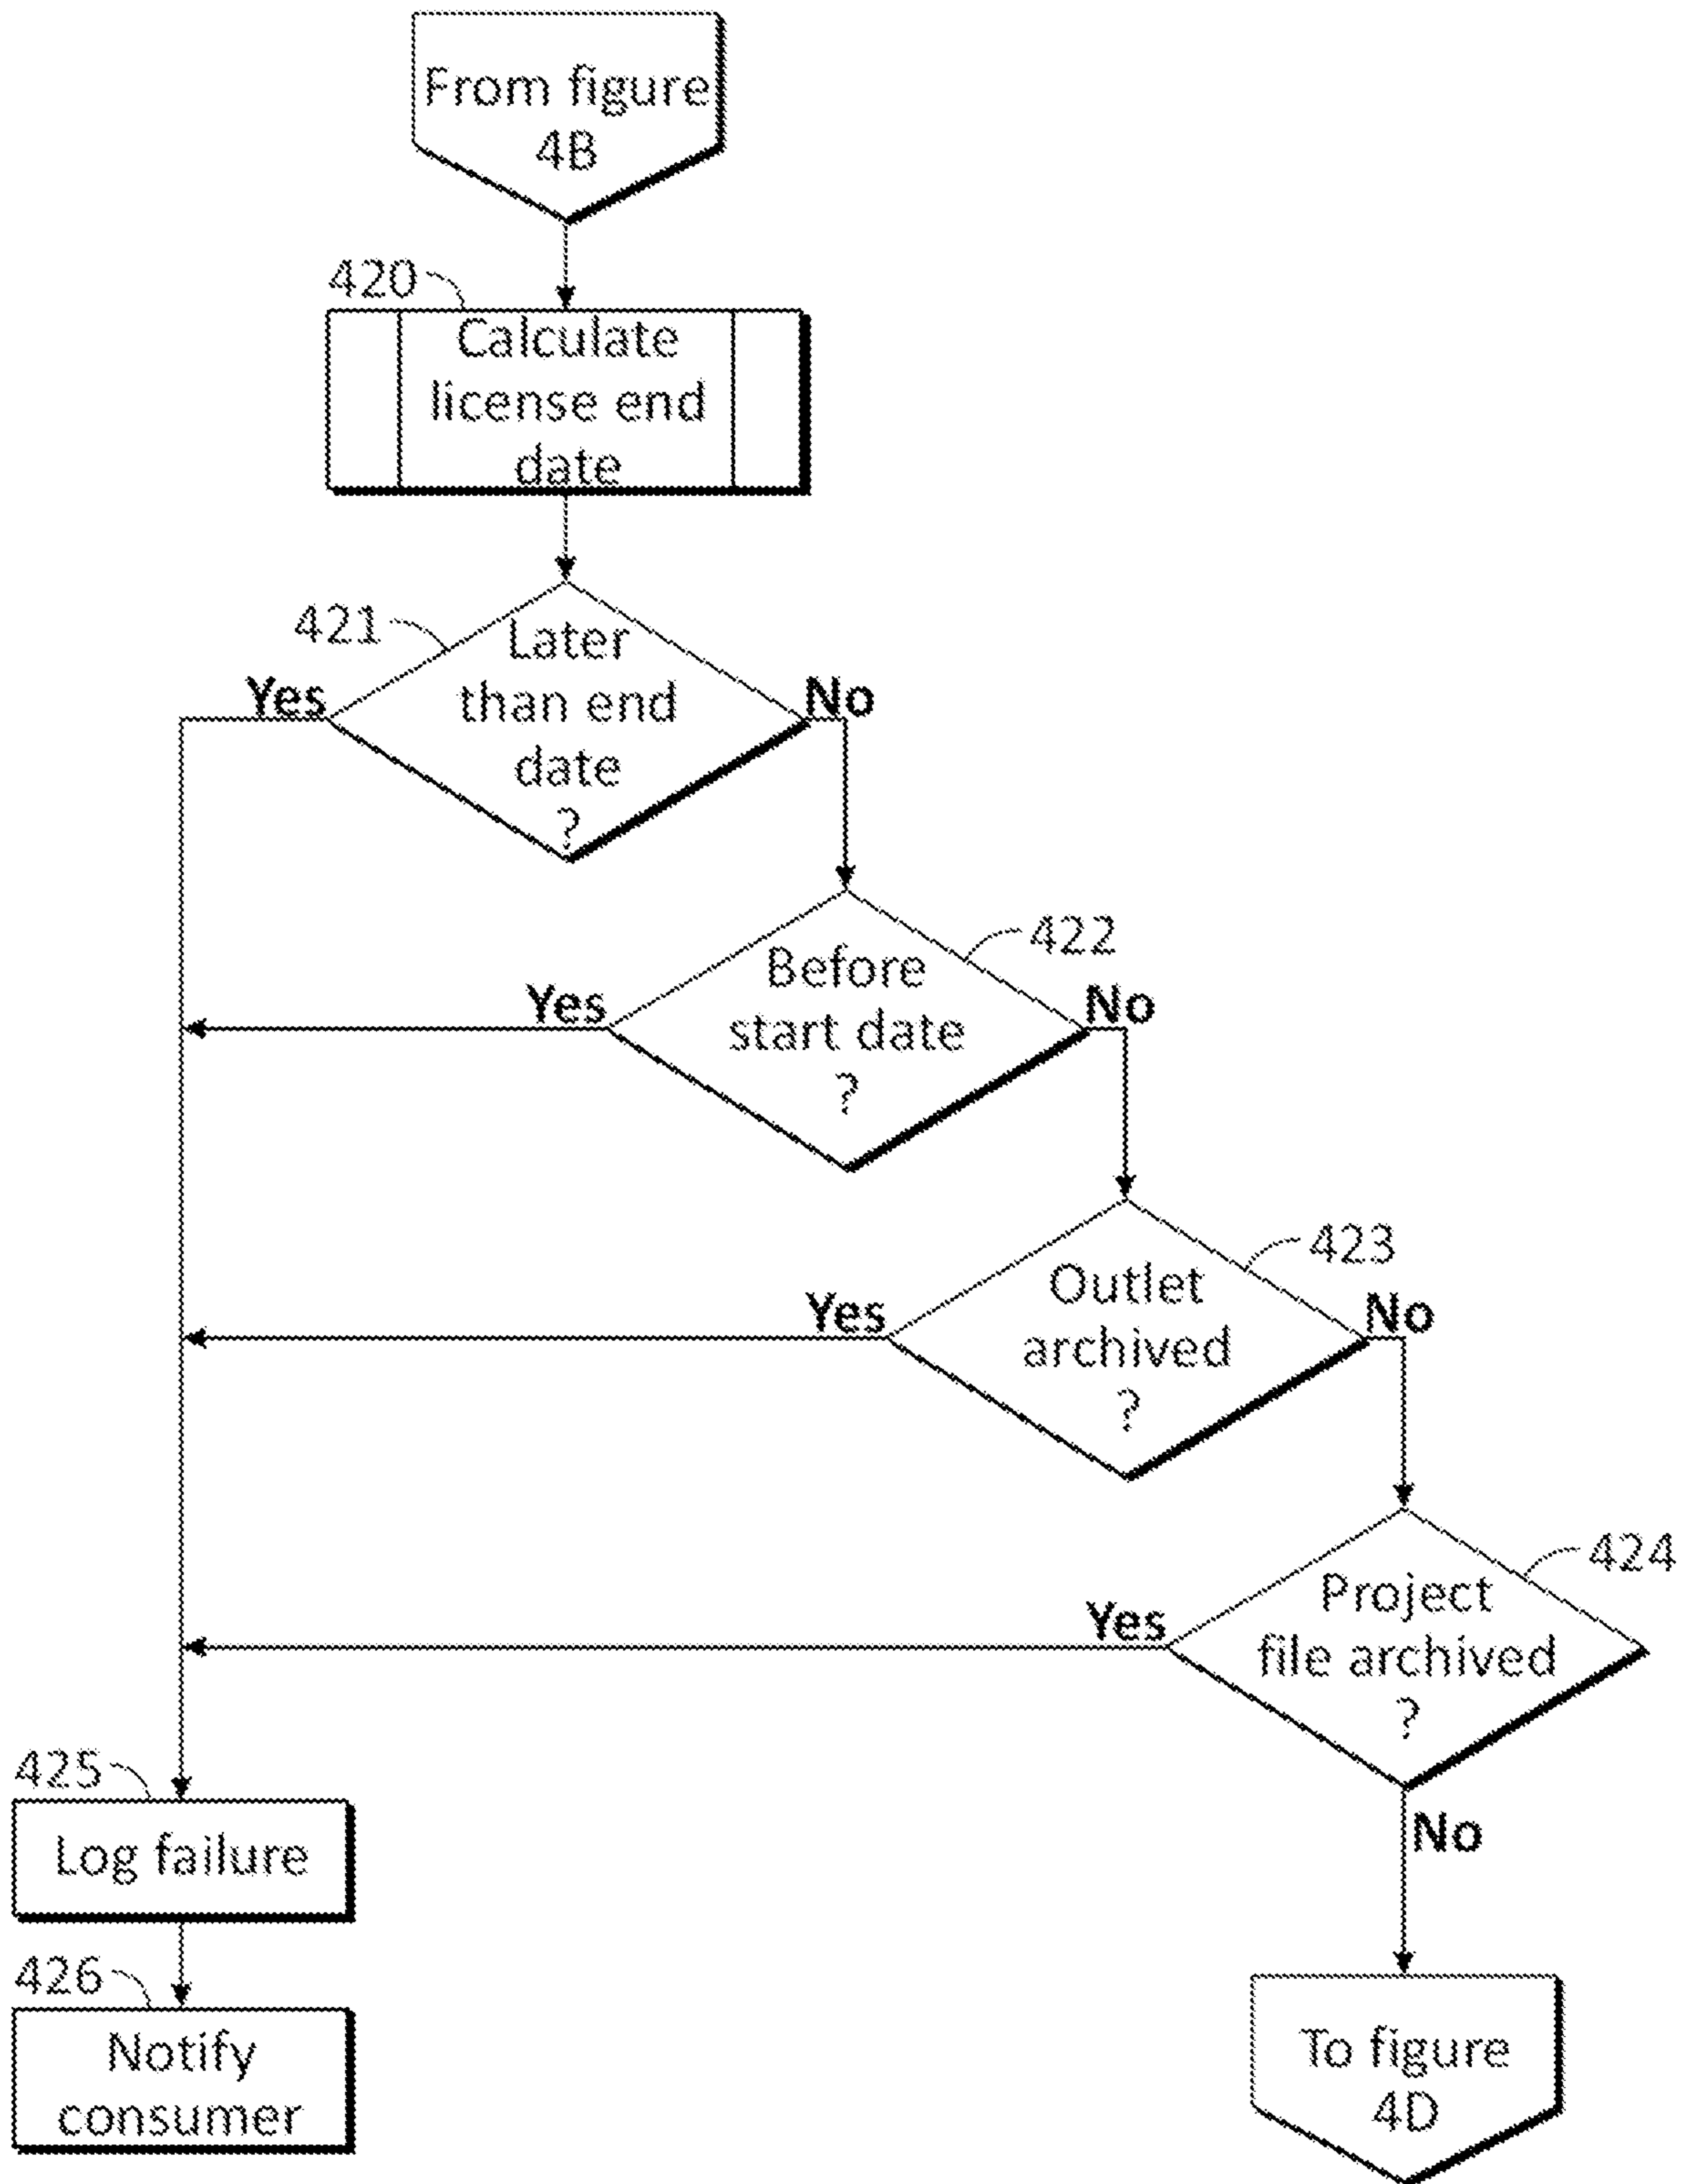 From figure
4B
420
Calculate
license end
date
421
Later
than end
date
?
Yes
No
422
Before
start date
?
Yes
No
423
Outlet
archived
?
Yes
No
424
Project
file archived
?
Yes
No
425
Log failure
426
Notify
consumer
To figure
4D